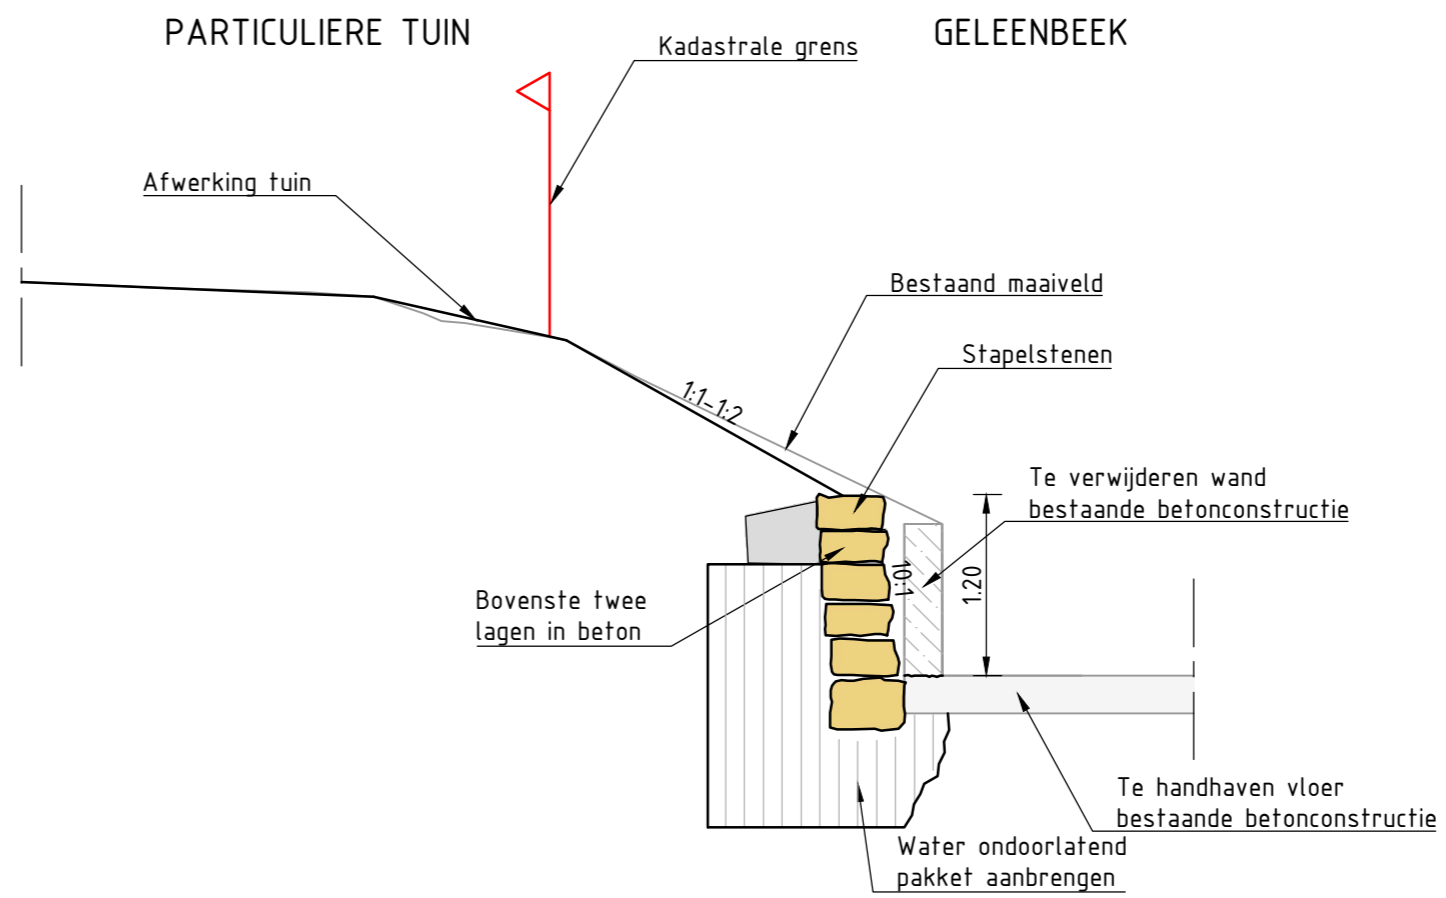 PARTICULIERE TUIN
GELEENBEEK
Kadastrale grens
Afwerking tuin
Bestaand maaiveld
Stapelstenen
1:1-1:2
Te verwijderen wand
bestaande betonconstructie
10:1
1.20
Bovenste twee
lagen in beton
Te handhaven vloer
bestaande betonconstructie
Water ondoorlatend
pakket aanbrengen